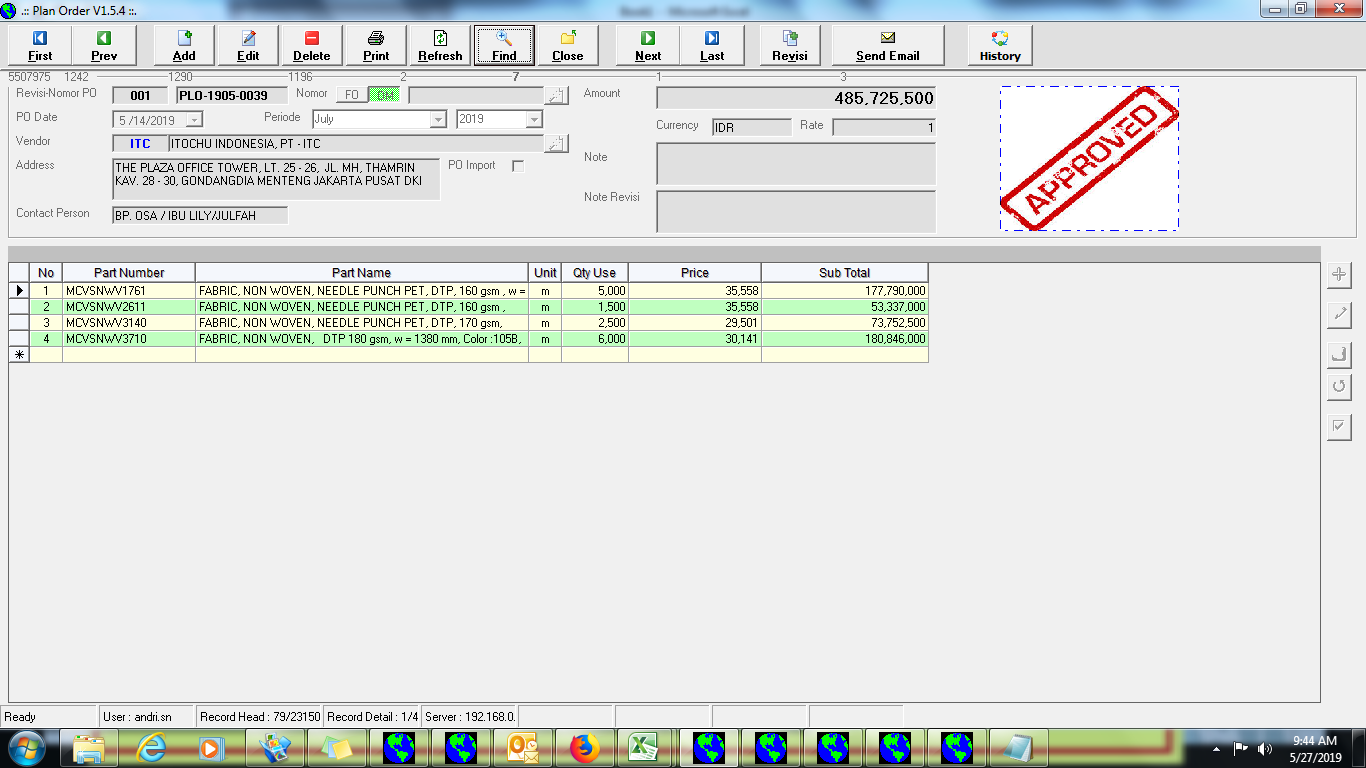 .:: Plan Order V1.5.4 ::.
First Prev Add Edit Delete Print Refresh Find Close Next Last Revisi Send Email History
5507975 1242 1290 1196 2 7 1 3
Revisi-Nomor PO 001 PLO-1905-0039 Nomor FO DM Amount 485,725,500
PO Date 5 /14/2019 Periode July 2019 Currency IDR Rate 1
Vendor ITC ITOCHU INDONESIA, PT - ITC
Address THE PLAZA OFFICE TOWER, LT. 25 - 26, JL. MH, THAMRIN PO Import Note
KAV. 28 - 30, GONDANGDIA MENTENG JAKARTA PUSAT DKI
Note Revisi
Contact Person BP. OSA / IBU LILY/JULFAH
APPROVED
No Part Number Part Name Unit Qty Use Price Sub Total
1 MCVSNWV1761 FABRIC, NON WOVEN, NEEDLE PUNCH PET, DTP, 160 gsm , w = m 5,000 35,558 177,790,000
2 MCVSNWV2611 FABRIC, NON WOVEN, NEEDLE PUNCH PET, DTP, 160 gsm , m 1,500 35,558 53,337,000
3 MCVSNWV3140 FABRIC, NON WOVEN, NEEDLE PUNCH PET, DTP, 170 gsm, m 2,500 29,501 73,752,500
4 MCVSNWV3710 FABRIC, NON WOVEN, DTP 180 gsm, w = 1380 mm, Color :105B, m 6,000 30,141 180,846,000
Ready User : andri.sn Record Head : 79/23150 Record Detail : 1/4 Server : 192.168.0.
9:44 AM
5/27/2019